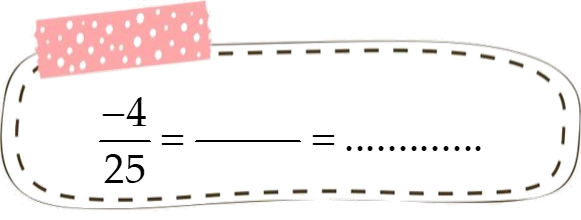 -4/25 = ——— = .............